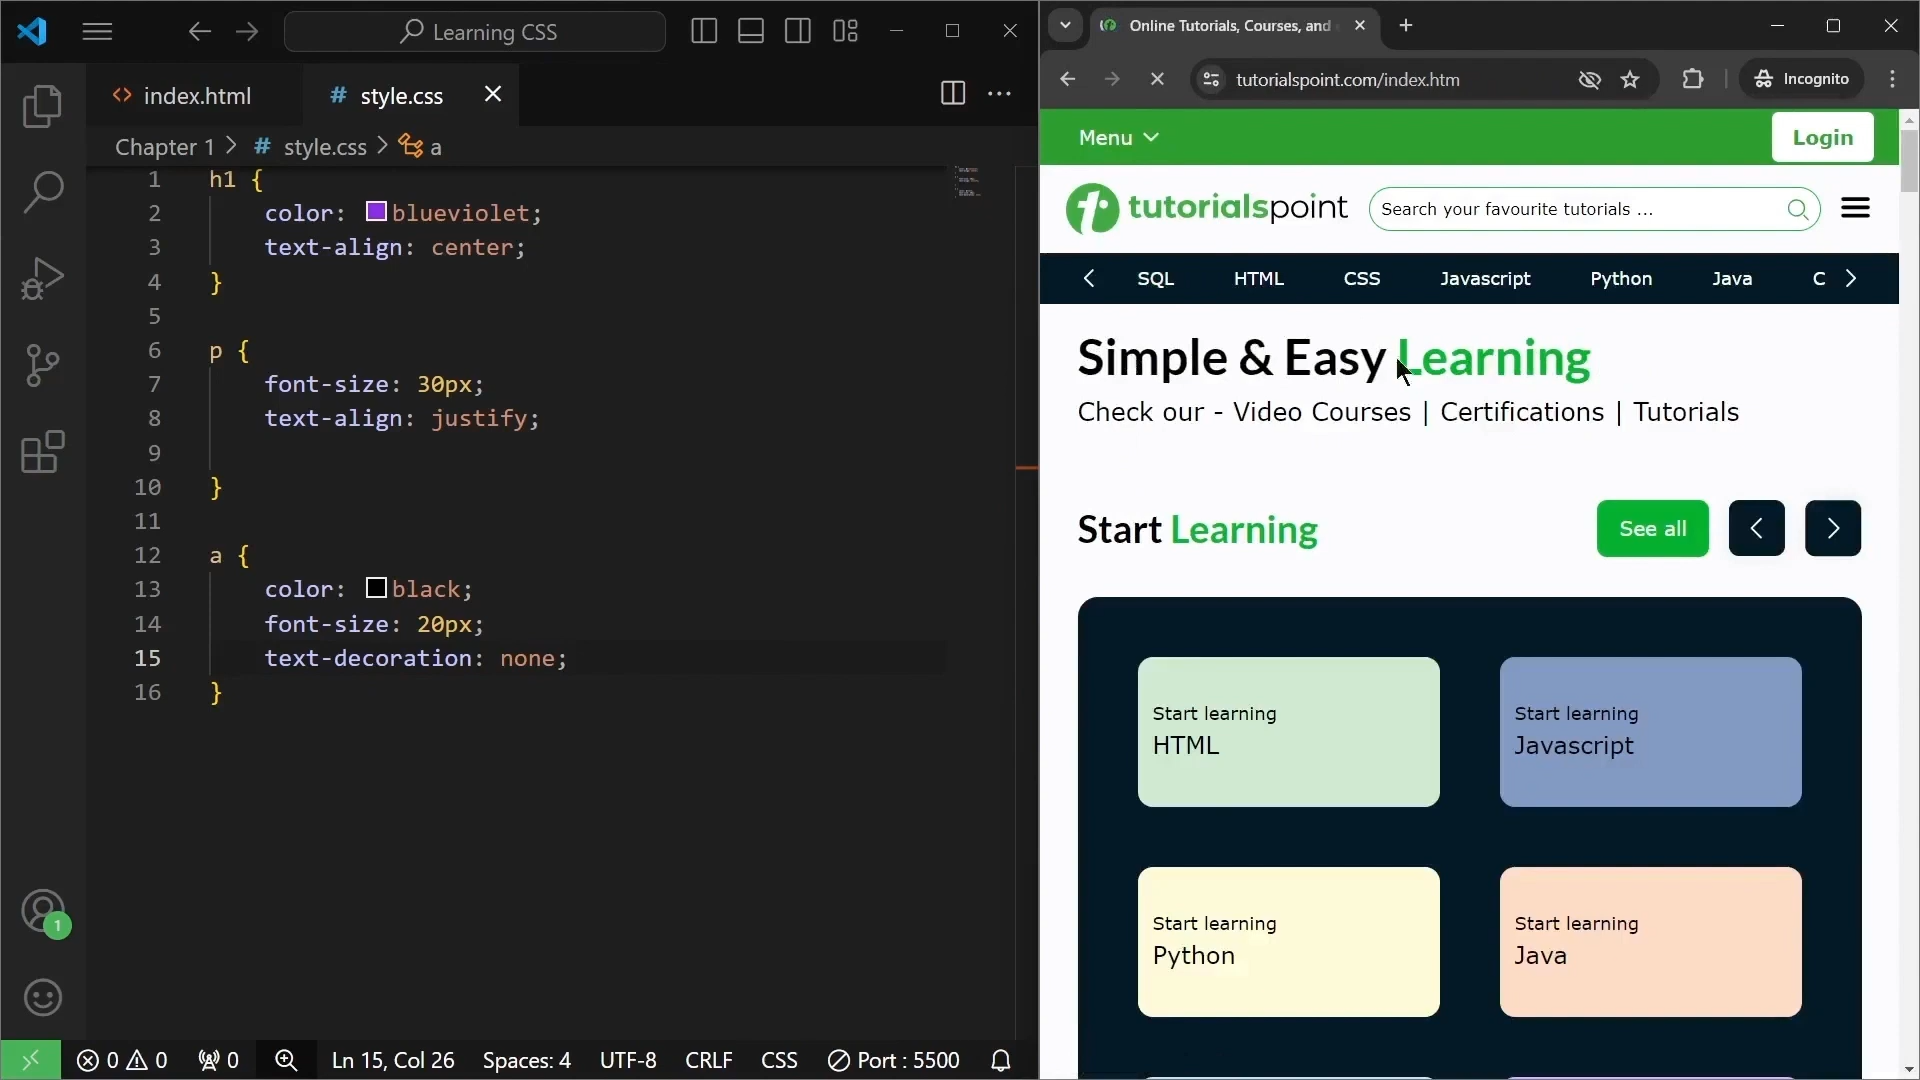 Learning CSS
index.html
# style.css
Chapter 1 > # style.css > a
1 h1 {
2 color: blueviolet;
3 text-align: center;
4 }
5
6 p {
7 font-size: 30px;
8 text-align: justify;
9
10 }
11
12 a {
13 color: black;
14 font-size: 20px;
15 text-decoration: none;
16 }
1
0 0 0 Ln 15, Col 26 Spaces: 4 UTF-8 CRLF CSS Port : 5500
Online Tutorials, Courses, and
tutorialspoint.com/index.htm
Incognito
Menu
Login
tutorialspoint
Search your favourite tutorials ...
SQL HTML CSS Javascript Python Java C
Simple & Easy Learning
Check our - Video Courses | Certifications | Tutorials
Start Learning
See all
Start learning
HTML
Start learning
Javascript
Start learning
Python
Start learning
Java